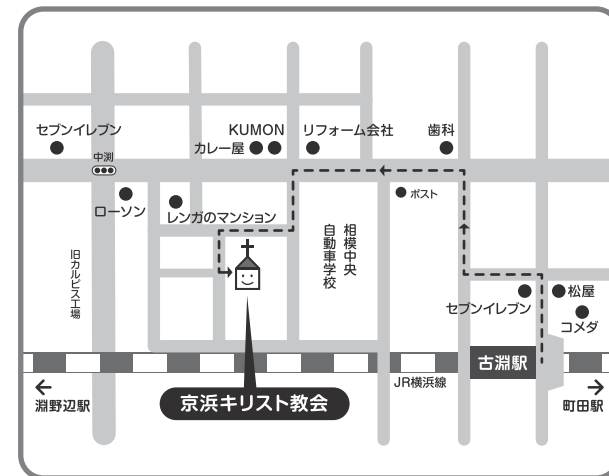 セブンイレブン
中渕
KUMON
カレー屋
リフォーム会社
歯科
ローソン
レンガのマンション
ポスト
旧カルピス工場
相模中央
自動車学校
セブンイレブン
松屋
コメダ
古淵駅
JR横浜線
淵野辺駅
町田駅
京浜キリスト教会